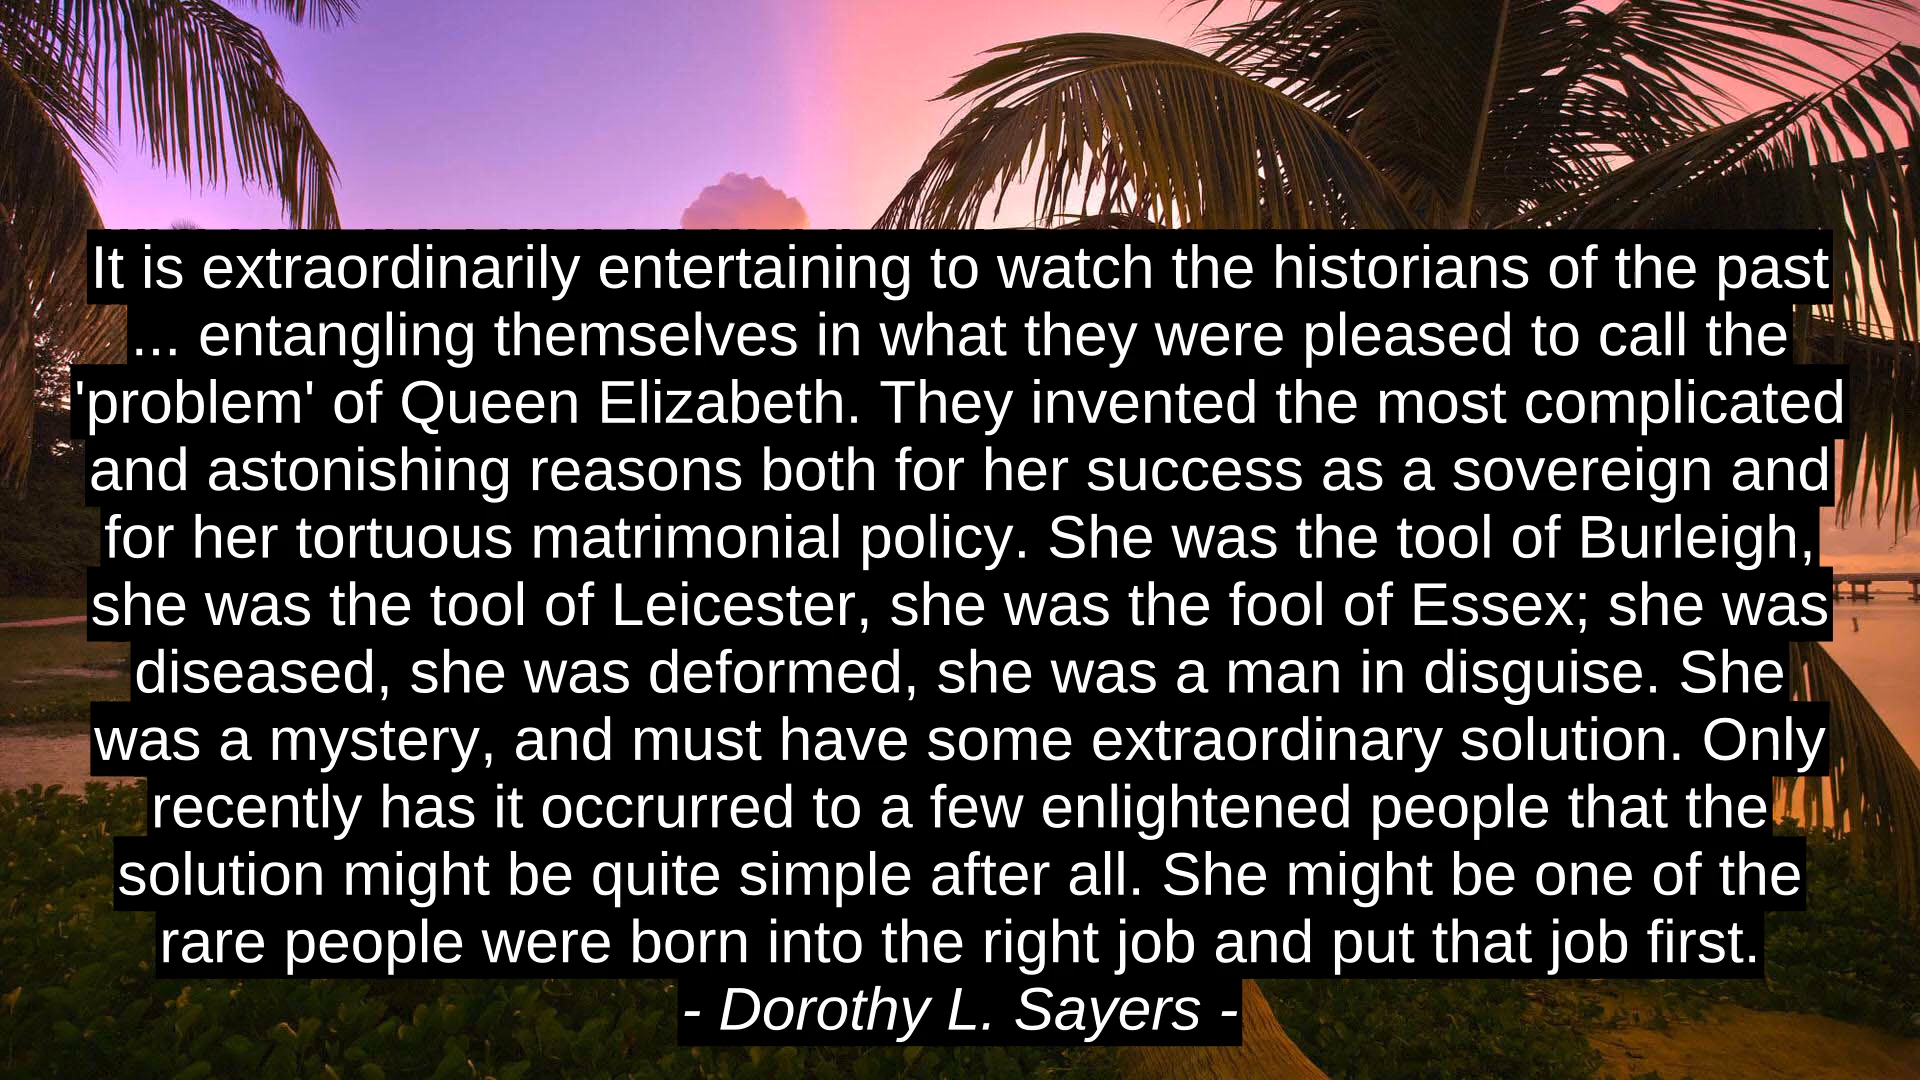 It is extraordinarily entertaining to watch the historians of the past
... entangling themselves in what they were pleased to call the
'problem' of Queen Elizabeth. They invented the most complicated
and astonishing reasons both for her success as a sovereign and
for her tortuous matrimonial policy. She was the tool of Burleigh,
she was the tool of Leicester, she was the fool of Essex; she was
diseased, she was deformed, she was a man in disguise. She
was a mystery, and must have some extraordinary solution. Only
recently has it occrurred to a few enlightened people that the
solution might be quite simple after all. She might be one of the
rare people were born into the right job and put that job first.
- Dorothy L. Sayers -